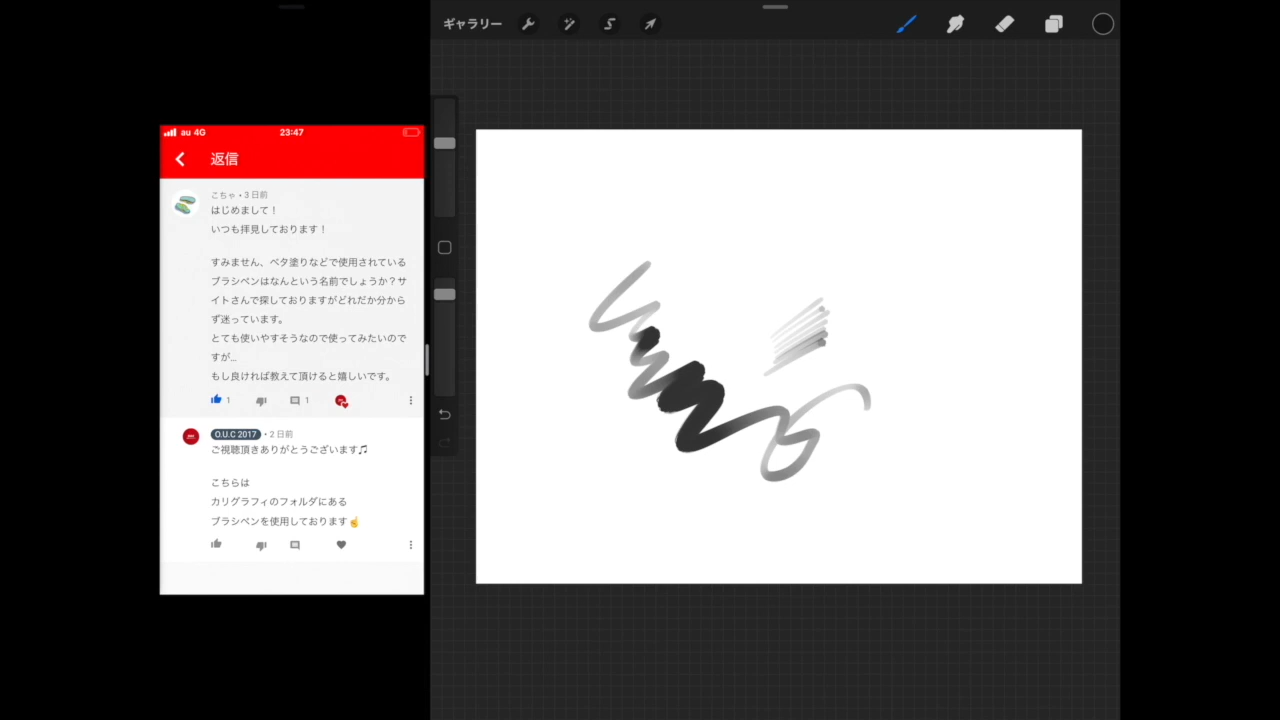 au 4G 23:47
返信
こちゃ • 3 日前
はじめまして！
いつも拝見しております！
すみません、ベタ塗りなどで使用されている
ブラシペンはなんという名前でしょうか？サ
イトさんで探しておりますがどれだか分から
ず迷っています。
とても使いやすそうなので使ってみたいので
すが...
もし良ければ教えて頂けると嬉しいです。
1 1
O.U.C 2017 • 2 日前
ご視聴頂きありがとうございます🎵
こちらは
カリグラフィのフォルダにある
ブラシペンを使用しております☝️
ギャラリー